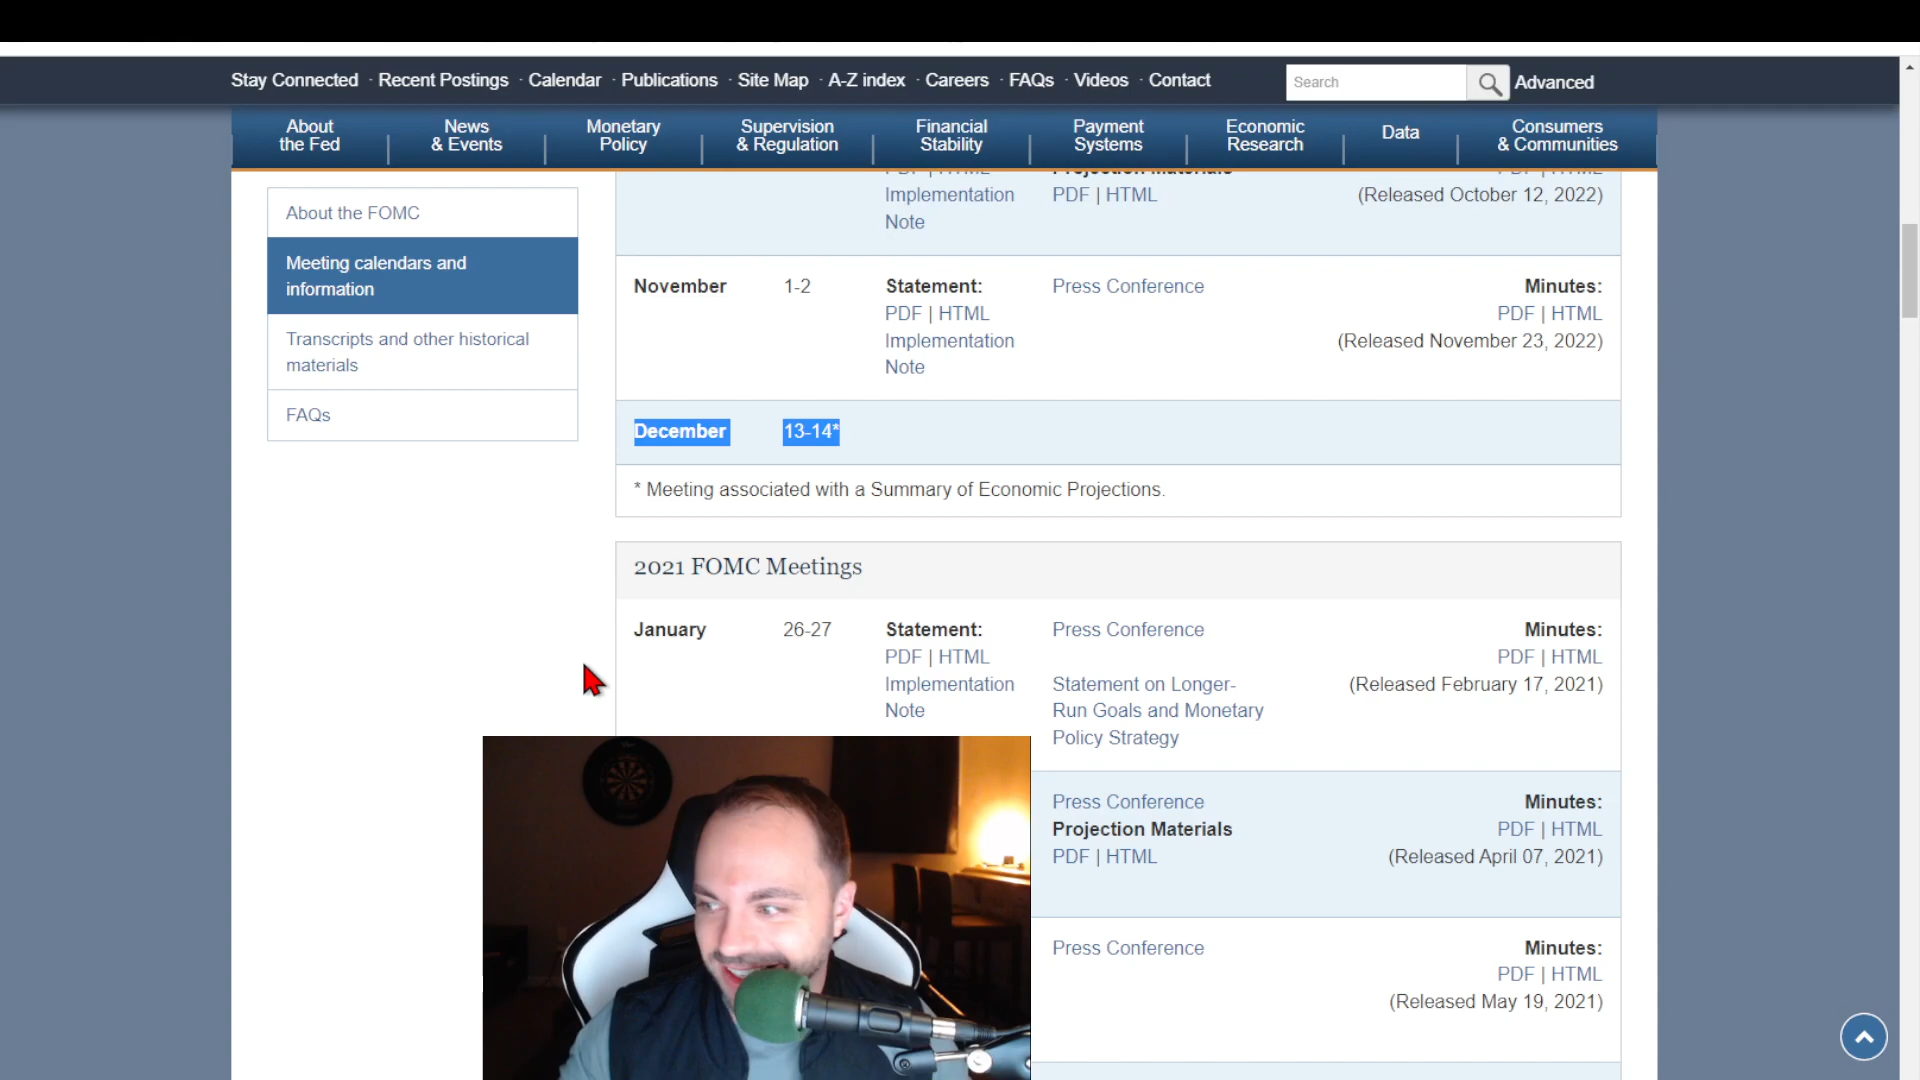 Stay Connected · Recent Postings · Calendar · Publications · Site Map · A-Z index · Careers · FAQs · Videos · Contact
Search
Advanced
About
the Fed
News
& Events
Monetary
Policy
Supervision
& Regulation
Financial
Stability
Payment
Systems
Economic
Research
Data
Consumers
& Communities
About the FOMC
Meeting calendars and
information
Transcripts and other historical
materials
FAQs
PDF | HTML
Implementation
Note
Projection Materials
PDF | HTML
PDF | HTML
(Released October 12, 2022)
November
1-2
Statement:
PDF | HTML
Implementation
Note
Press Conference
Minutes:
PDF | HTML
(Released November 23, 2022)
December
13-14*
* Meeting associated with a Summary of Economic Projections.
2021 FOMC Meetings
January
26-27
Statement:
PDF | HTML
Implementation
Note
Press Conference
Statement on Longer-
Run Goals and Monetary
Policy Strategy
Minutes:
PDF | HTML
(Released February 17, 2021)
Press Conference
Projection Materials
PDF | HTML
Minutes:
PDF | HTML
(Released April 07, 2021)
Press Conference
Minutes:
PDF | HTML
(Released May 19, 2021)